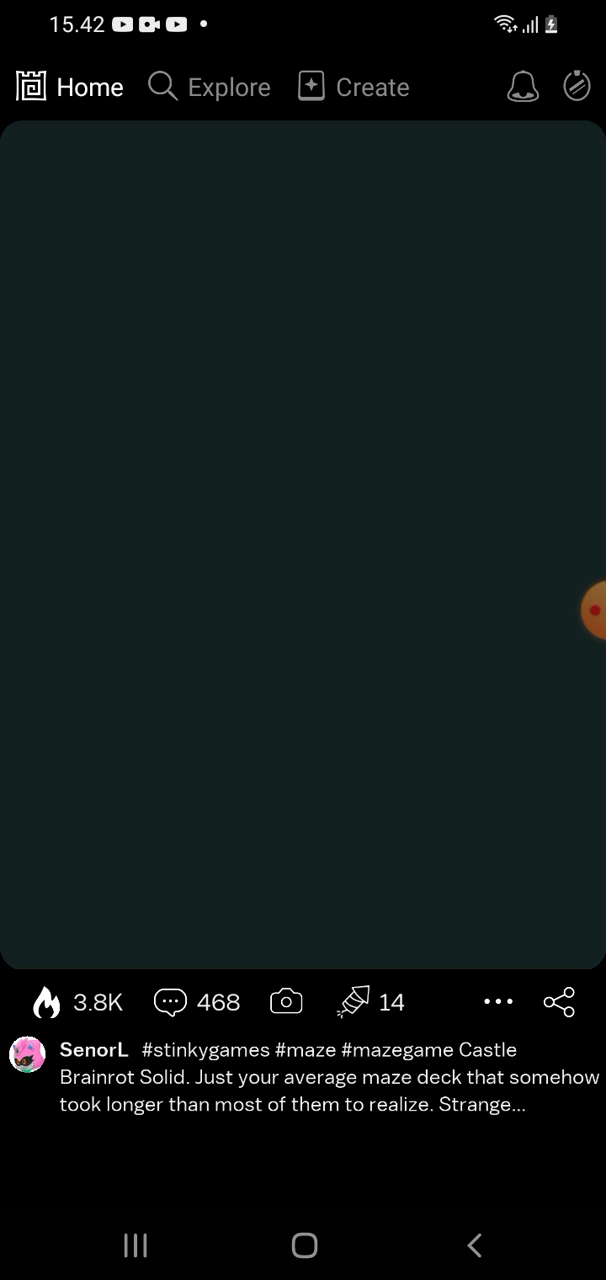 15.42
Home Explore Create
3.8K 468 14
SenorL #stinkygames #maze #mazegame Castle
Brainrot Solid. Just your average maze deck that somehow
took longer than most of them to realize. Strange...